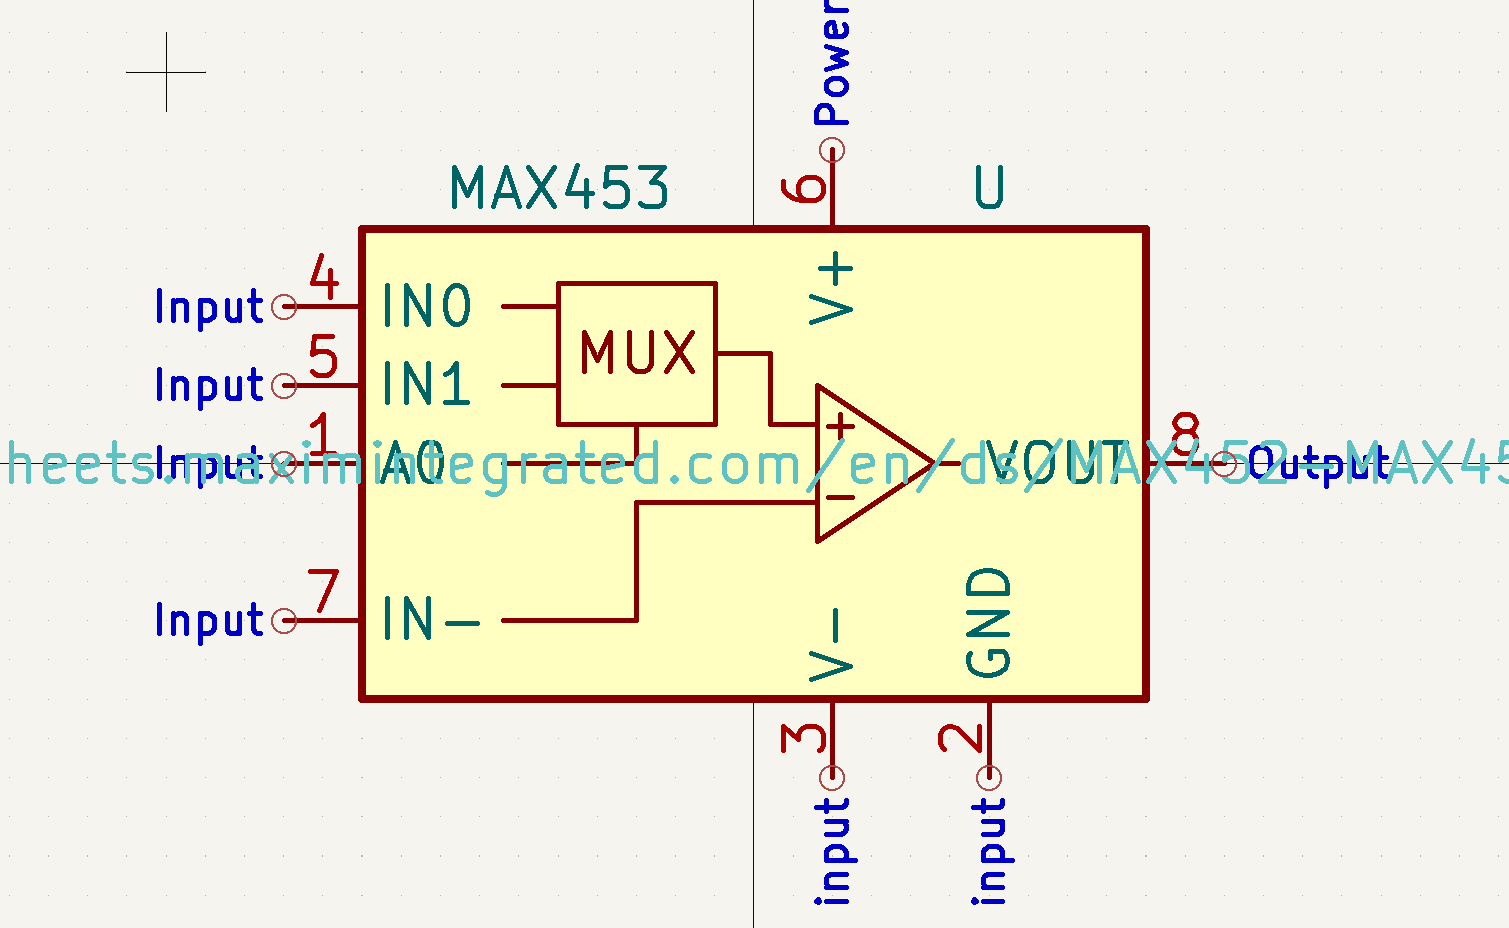 Power
MAX453
6
U
4
Input
IN0
V+
5
MUX
Input
IN1
1
8
+
Input
A0
VOUT
Output
heets.maximintegrated.com/en/ds/MAX452-MAX45
-
7
Input
IN-
V-
GND
3
2
input
input